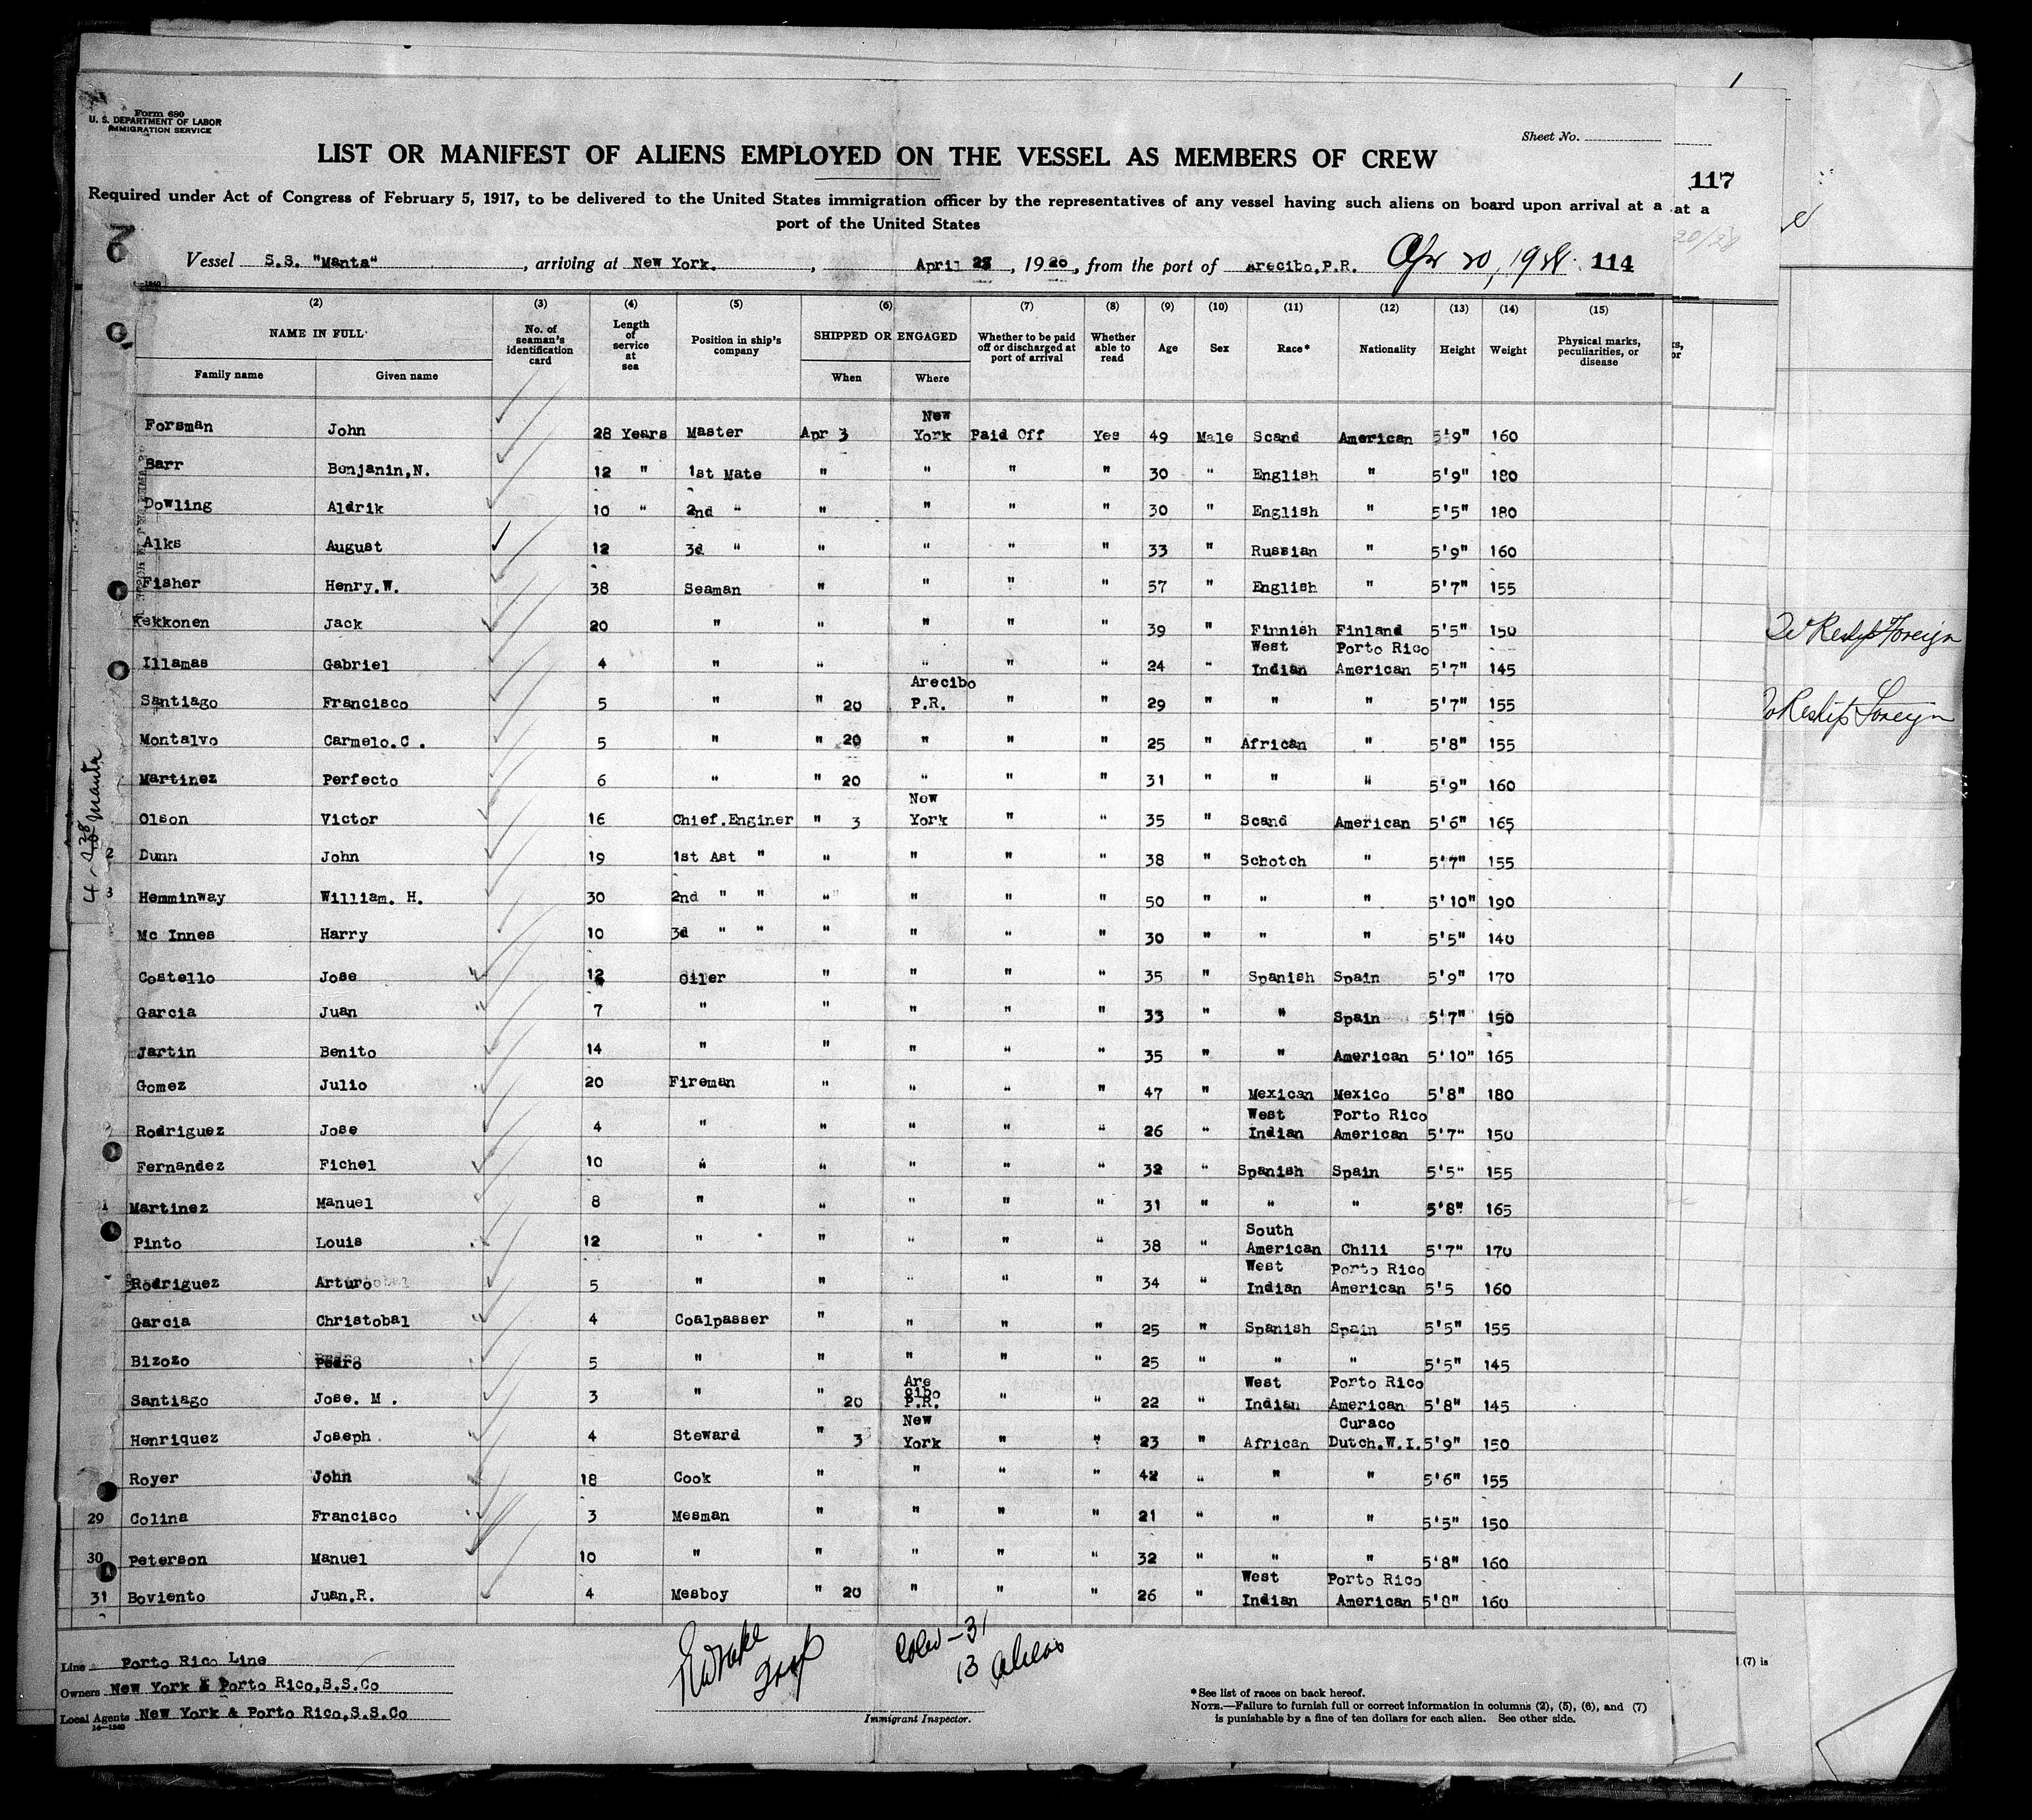 Form 680
U. S. DEPARTMENT OF LABOR
IMMIGRATION SERVICE
Sheet No.
LIST OR MANIFEST OF ALIENS EMPLOYED ON THE VESSEL AS MEMBERS OF CREW
117
Required under Act of Congress of February 5, 1917, to be delivered to the United States immigration officer by the representatives of any vessel having such aliens on board upon arrival at a at a
port of the United States
Vessel S.S. "Manta" , arriving at New York. , April 23 , 1920 , from the port of Arecibo,P.R. 114
(2) (3) (4) (5) (6) (7) (8) (9) (10) (11) (12) (13) (14) (15)
NAME IN FULL No. of seaman's identification card Length of service at sea Position in ship's company SHIPPED OR ENGAGED Whether to be paid off or discharged at port of arrival Whether able to read Age Sex Race* Nationality Height Weight Physical marks, peculiarities, or disease
Family name Given name When Where
Forsman John 28 Years Master Apr 3 New York Paid Off Yes 49 Male Scand American 5'9" 160
Barr Benjanin,N. 12 " 1st Mate " " " " 30 " English " 5'9" 180
Dowling Aldrik 10 " 2nd " " " " " 30 " English " 5'5" 180
Alks August 12 3d " " " " " 33 " Russian " 5'9" 160
Fisher Henry.W. 38 Seaman " " " " 57 " English " 5'7" 155
Kekkonen Jack 20 " " " " " 39 " Finnish Finland 5'5" 150
Illamas Gabriel 4 " " " " " 24 " West Indian Porto Rico American 5'7" 145
Santiago Francisco 5 " " 20 Arecibo P.R. " " 29 " " " 5'7" 155
Montalvo Carmelo.C . 5 " " 20 " " " 25 " African " 5'8" 155
Martinez Perfecto 6 " " 20 " " " 31 " " " 5'9" 160
Olson Victor 16 Chief.Enginer " 3 New York " " 35 " Scand American 5'6" 165
2 Dunn John 19 1st Ast " " " " " 38 " Schotch " 5'7" 155
3 Hemminway William. H. 30 2nd " " " " " " 50 " " " 5'10" 190
Mc Innes Harry 10 3d " " " " " " 30 " " " 5'5" 140
Costello Jose 12 Oiler " " " " 35 " Spanish Spain 5'9" 170
Garcia Juan 7 " " " " " 33 " " Spain 5'7" 150
Jartin Benito 14 " " " " " 35 " " American 5'10" 165
Gomez Julio 20 Fireman " " " " 47 " Mexican Mexico 5'8" 180
Rodriguez Jose 4 " " " " " 26 " West Indian Porto Rico American 5'7" 150
Fernandez Fichel 10 " " " " " 32 " Spanish Spain 5'5" 155
1 Martinez Manuel 8 " " " " " 31 " " " 5'8" 165
Pinto Louis 12 " " " " " 38 " South American Chili 5'7" 170
Rodriguez Arturo 5 " " " " " 34 " West Indian Porto Rico American 5'5 160
Garcia Christobal 4 Coalpasser " " " " 25 " Spanish Spain 5'5" 155
Bizozo Pedro 5 " " " " " 25 " " " 5'5" 145
Santiago Jose. M . 3 " " 20 Are cibo P.R. " " 22 " West Indian Porto Rico American 5'8" 145
Henriquez Joseph 4 Steward " 3 New York " " 23 " African Curaco Dutch.W.I. 5'9" 150
Royer John 18 Cook " " " " 42 " " " 5'6" 155
29 Colina Francisco 3 Mesman " " " " 21 " " " 5'5" 150
30 Peterson Manuel 10 " " " " " 32 " " " 5'8" 160
31 Boviento Juan.R. 4 Mesboy " 20 " " " 26 " West Indian Porto Rico American 5'8" 160
13 Aliens
Line Porto Rico Line
Owners New York & Porto Rico,S.S.Co
Local Agents New York & Porto Rico,S.S.Co
14—1240
Immigrant Inspector.
*See list of races on back hereof.
NOTE.—Failure to furnish full or correct information in columns (2), (5), (6), and (7)
is punishable by a fine of ten dollars for each alien. See other side.
(7) is